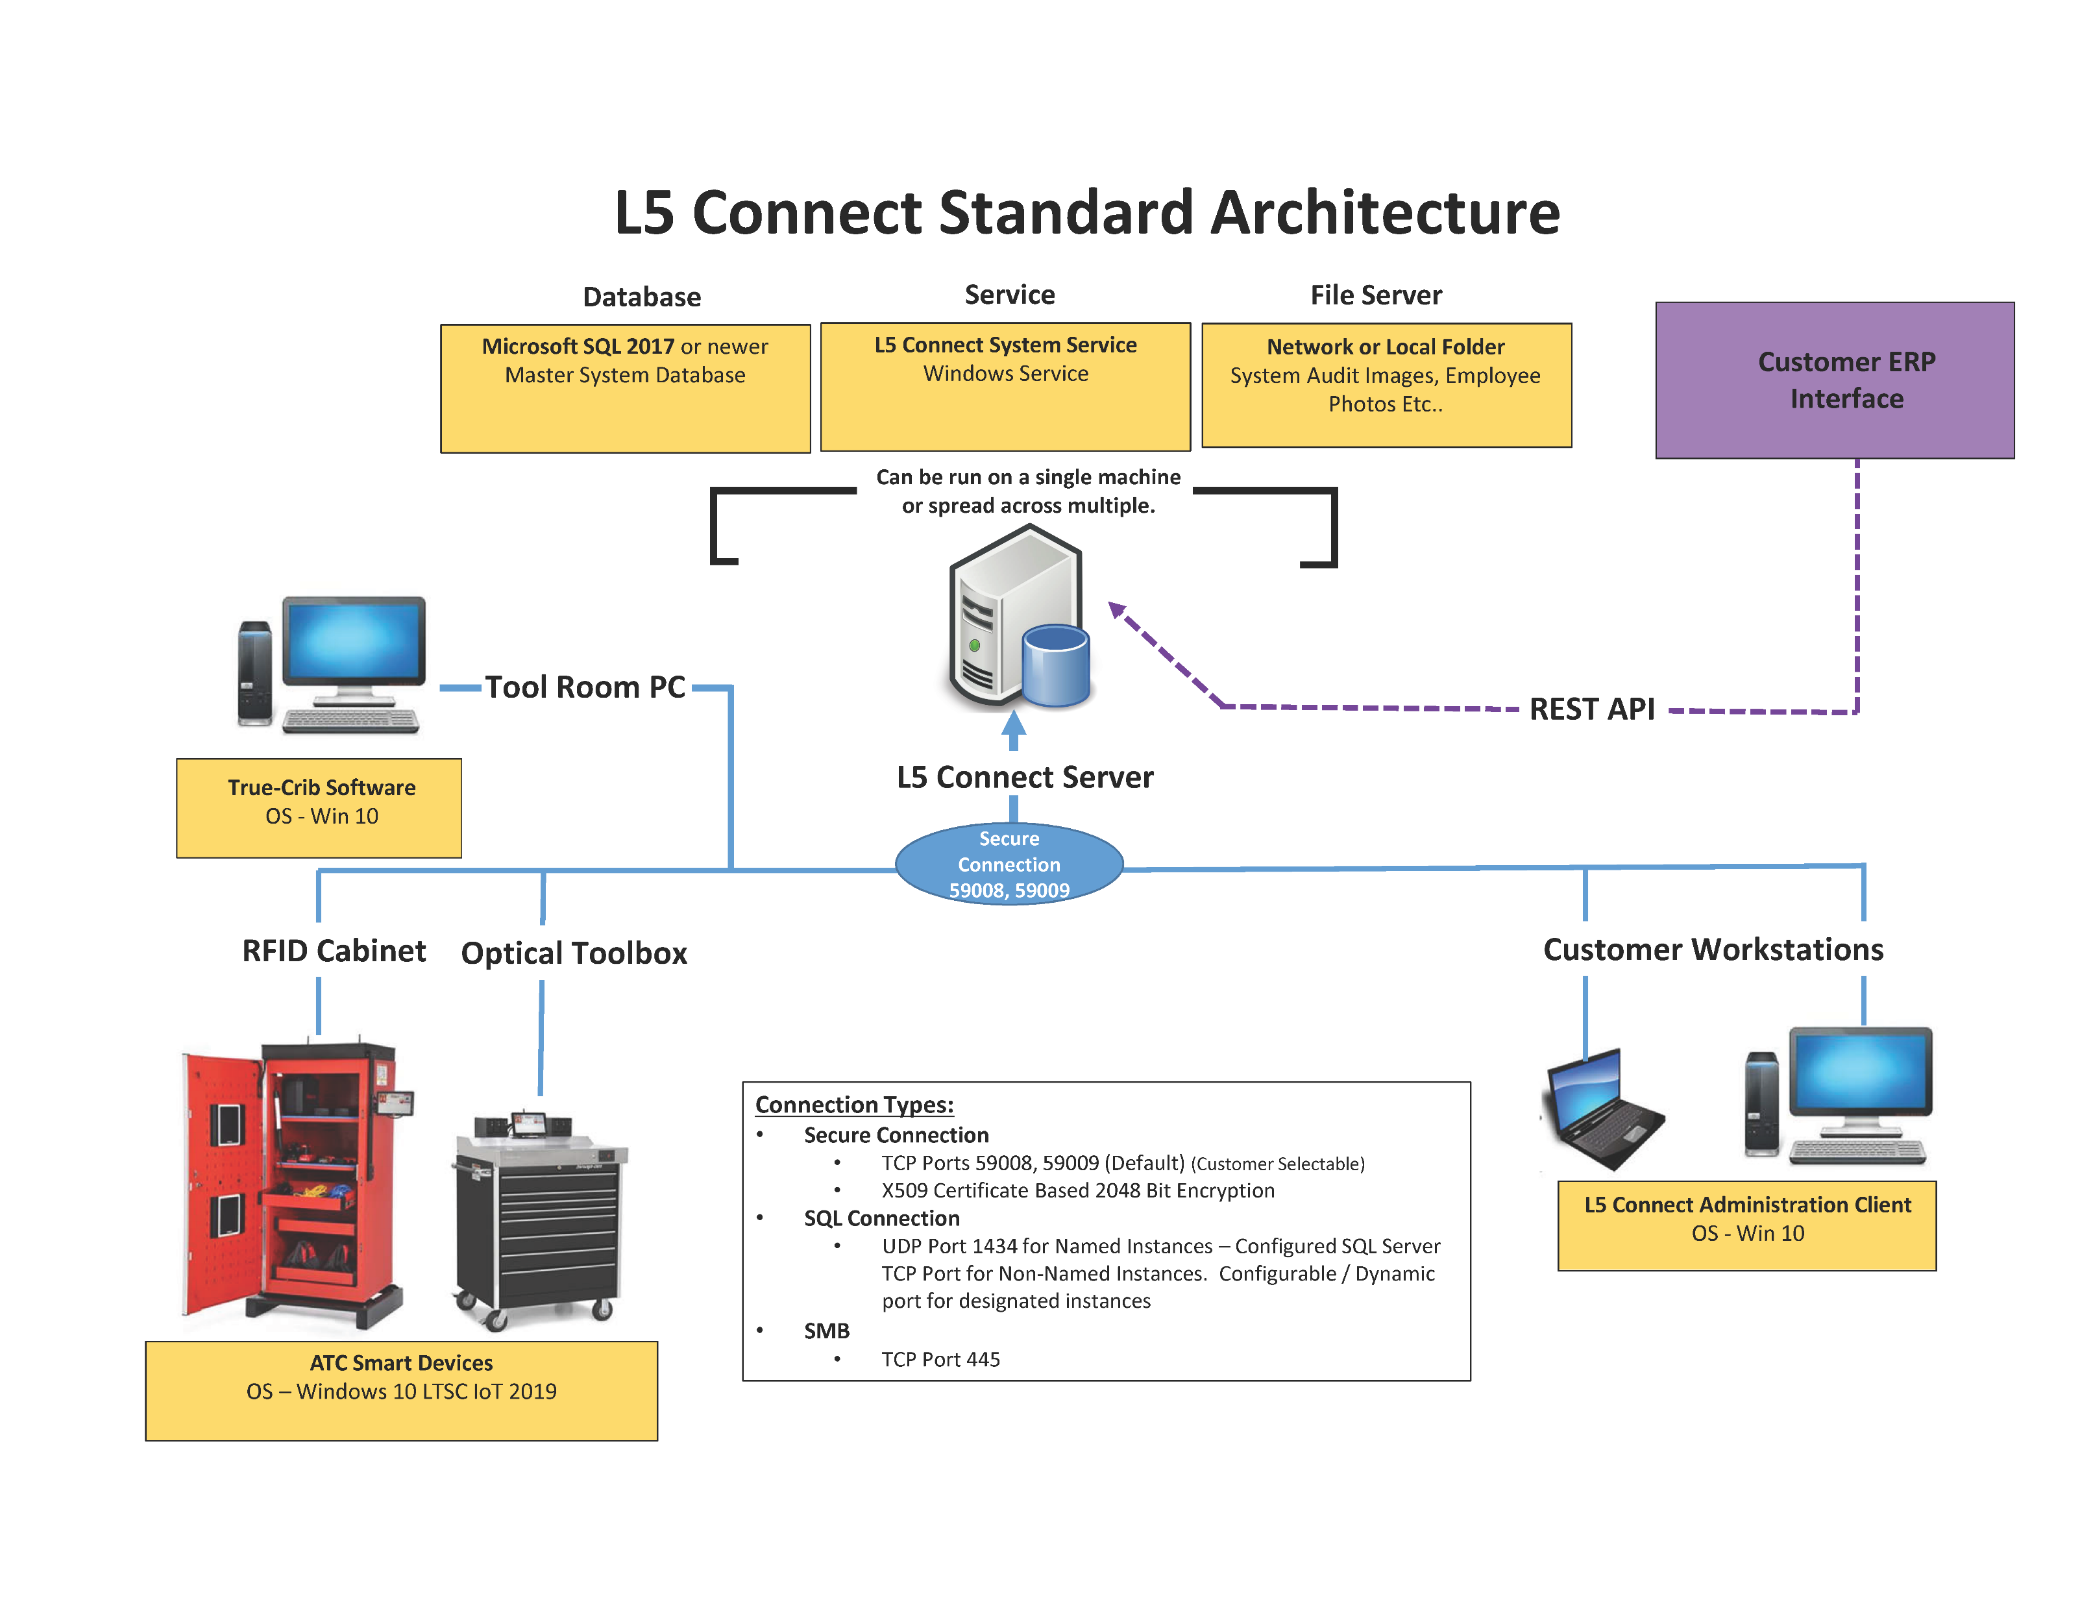 L5 Connect Standard Architecture
Database
Service
File Server
Microsoft SQL 2017 or newer
Master System Database
L5 Connect System Service
Windows Service
Network or Local Folder
System Audit Images, Employee
Photos Etc..
Customer ERP
Interface
Can be run on a single machine
or spread across multiple.
Tool Room PC
REST API
True-Crib Software
OS - Win 10
L5 Connect Server
Secure
Connection
59008, 59009
RFID Cabinet
Optical Toolbox
Customer Workstations
Connection Types:
• Secure Connection
• TCP Ports 59008, 59009 (Default) (Customer Selectable)
• X509 Certificate Based 2048 Bit Encryption
• SQL Connection
• UDP Port 1434 for Named Instances – Configured SQL Server
TCP Port for Non-Named Instances.  Configurable / Dynamic
port for designated instances
• SMB
• TCP Port 445
L5 Connect Administration Client
OS - Win 10
ATC Smart Devices
OS – Windows 10 LTSC IoT 2019